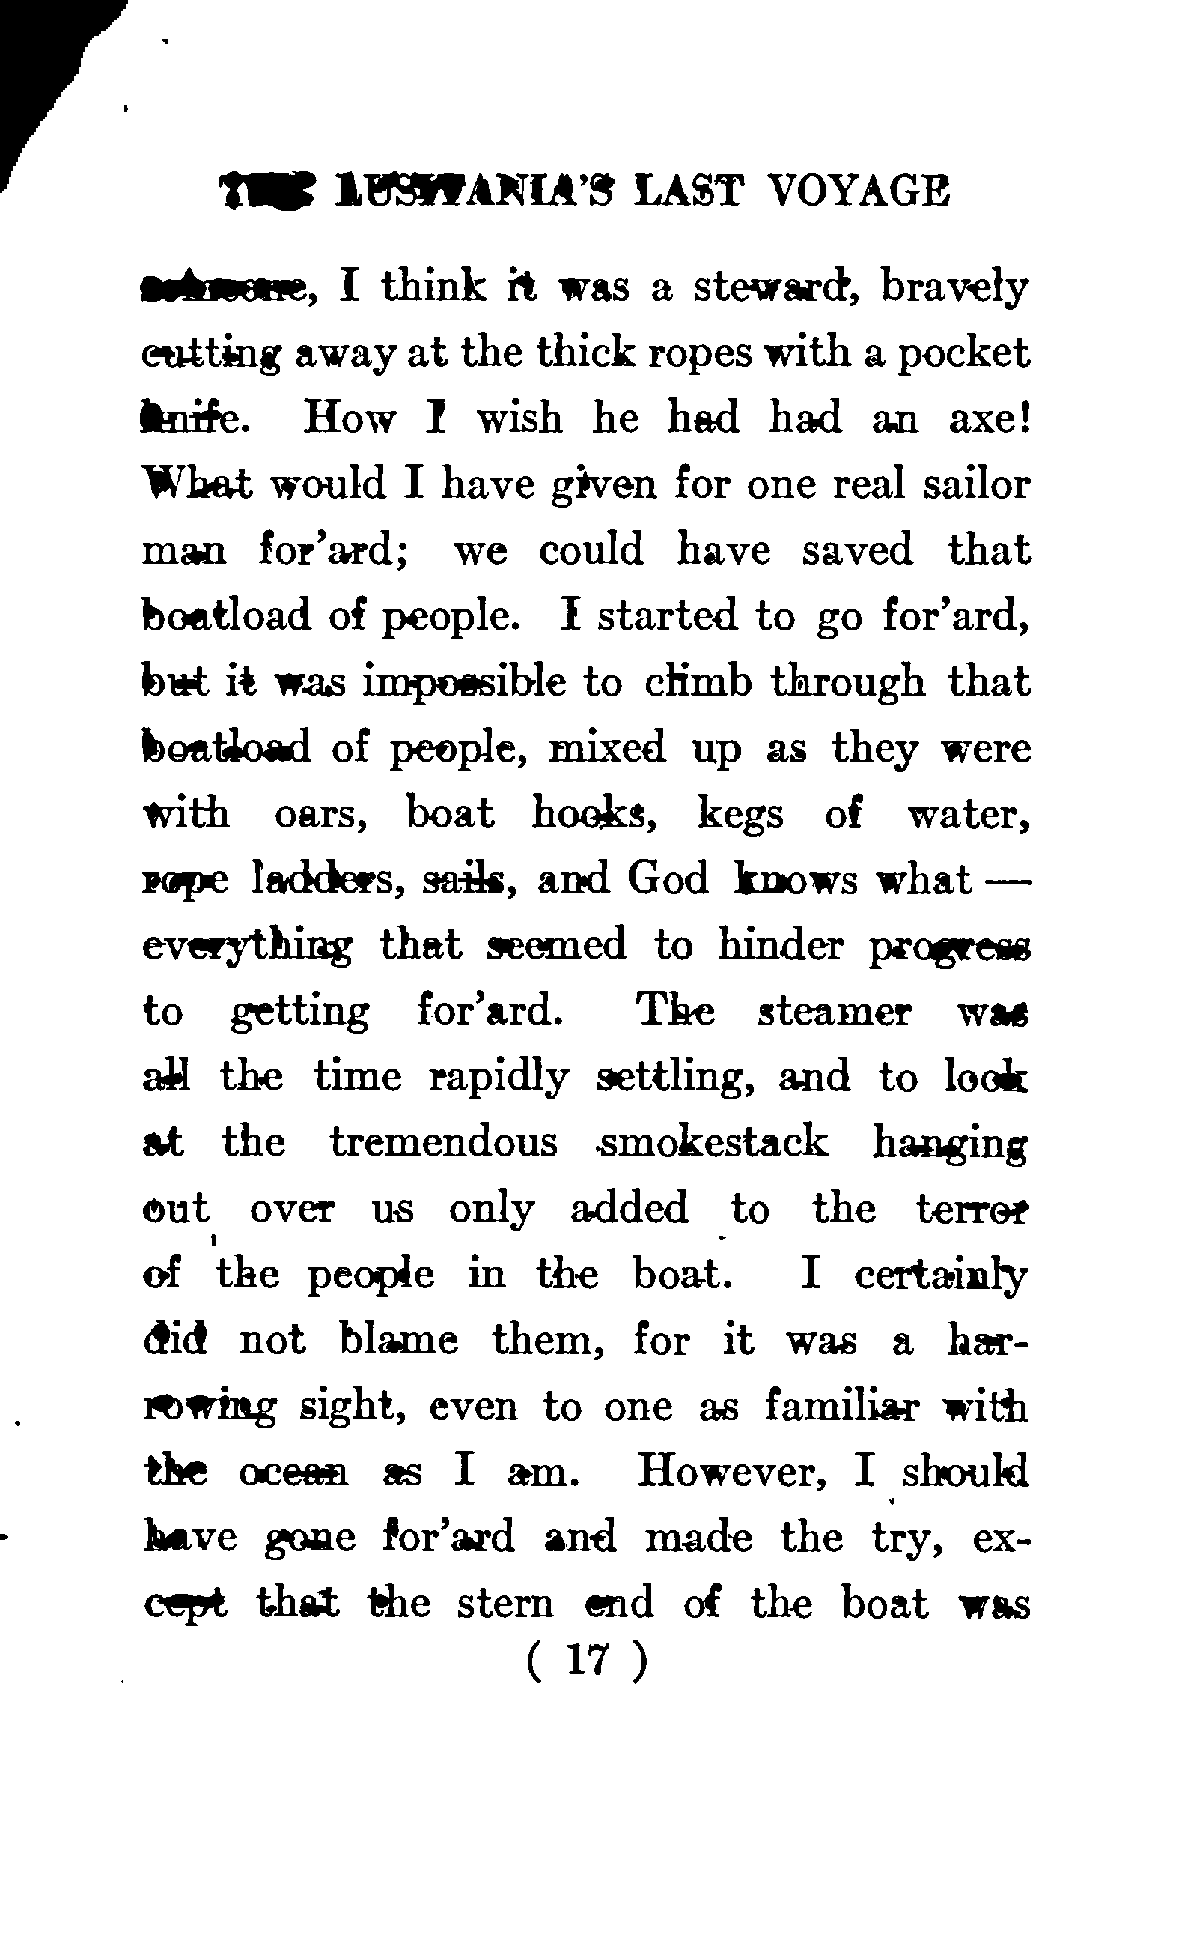 THE LUSITANIA'S LAST VOYAGE
, I think it was a steward, bravely
cutting away at the thick ropes with a pocket
knife. How I wish he had had an axe!
What would I have given for one real sailor
man for'ard; we could have saved that
boatload of people. I started to go for'ard,
but it was impossible to climb through that
boatload of people, mixed up as they were
with oars, boat hooks, kegs of water,
rope ladders, sails, and God knows what —
everything that seemed to hinder progress
to getting for'ard. The steamer was
all the time rapidly settling, and to look
at the tremendous smokestack hanging
out over us only added to the terror
of the people in the boat. I certainly
did not blame them, for it was a har-
rowing sight, even to one as familiar with
the ocean as I am. However, I should
have gone for'ard and made the try, ex-
cept that the stern end of the boat was
( 17 )